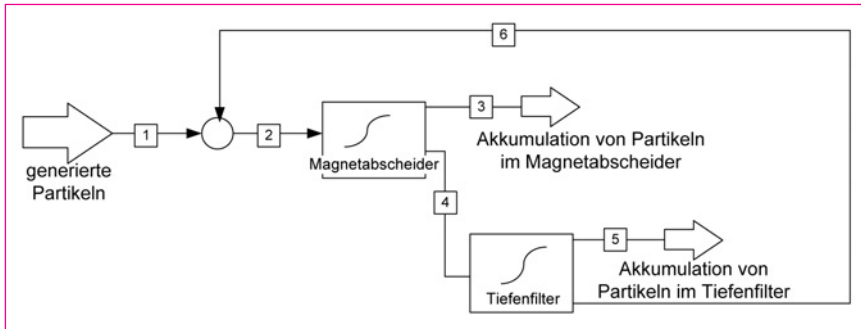 6
1
2
3
generierte
Partikeln
Magnetabscheider
Akkumulation von Partikeln
im Magnetabscheider
4
5
Tiefenfilter
Akkumulation von
Partikeln im Tiefenfilter